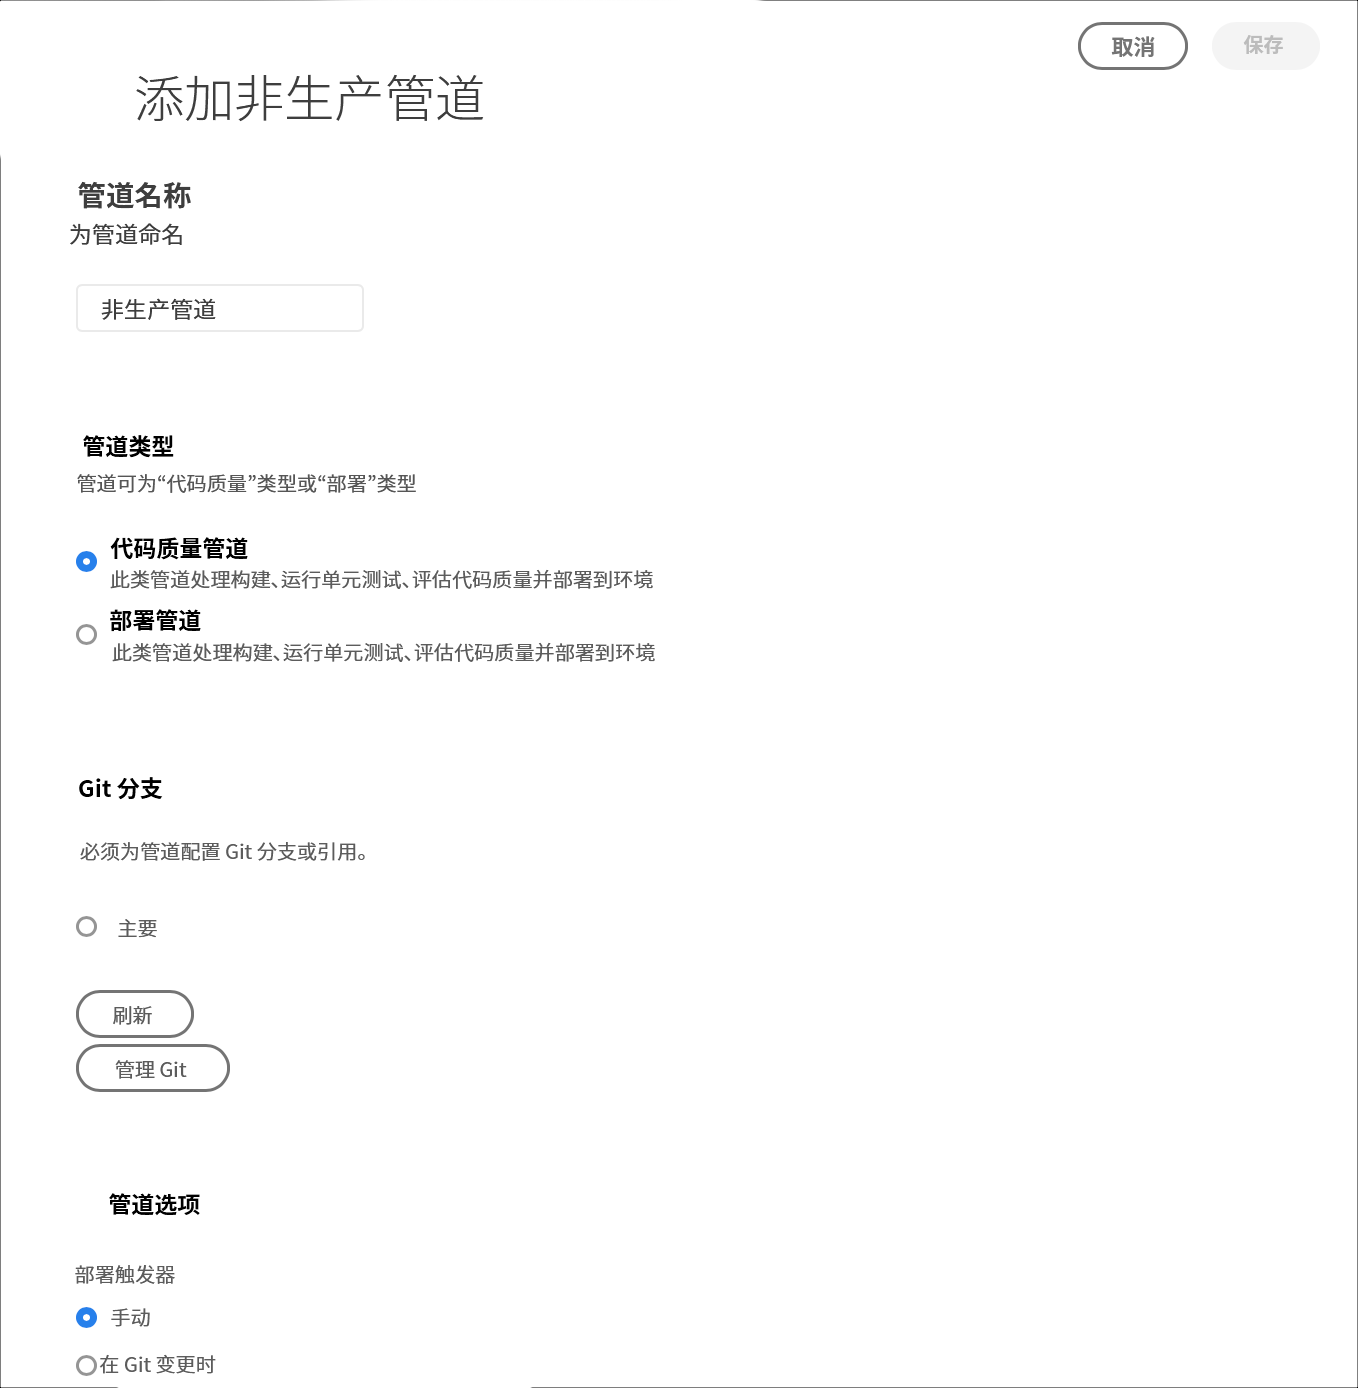 取消
保存
添加非生产管道
管道名称
为管道命名
非生产管道
管道类型
管道可为“代码质量”类型或“部署”类型
代码质量管道
此类管道处理构建、运行单元测试、评估代码质量并部署到环境
部署管道
此类管道处理构建、运行单元测试、评估代码质量并部署到环境
Git 分支
必须为管道配置 Git 分支或引用。
主要
刷新
管理 Git
管道选项
部署触发器
手动
在 Git 变更时